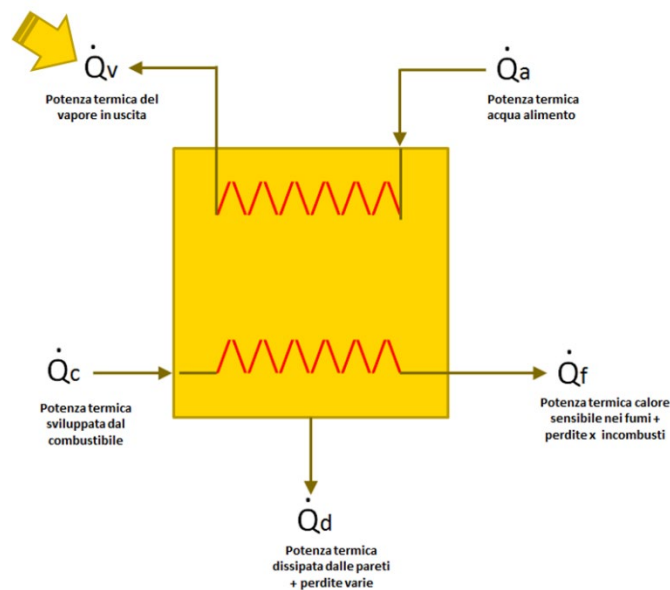 Q̇v
Potenza termica del
vapore in uscita
Q̇a
Potenza termica
acqua alimento
Q̇c
Potenza termica
sviluppata dal
combustibile
Q̇f
Potenza termica calore
sensibile nei fumi +
perdite x incombusti
Q̇d
Potenza termica
dissipata dalle pareti
+ perdite varie